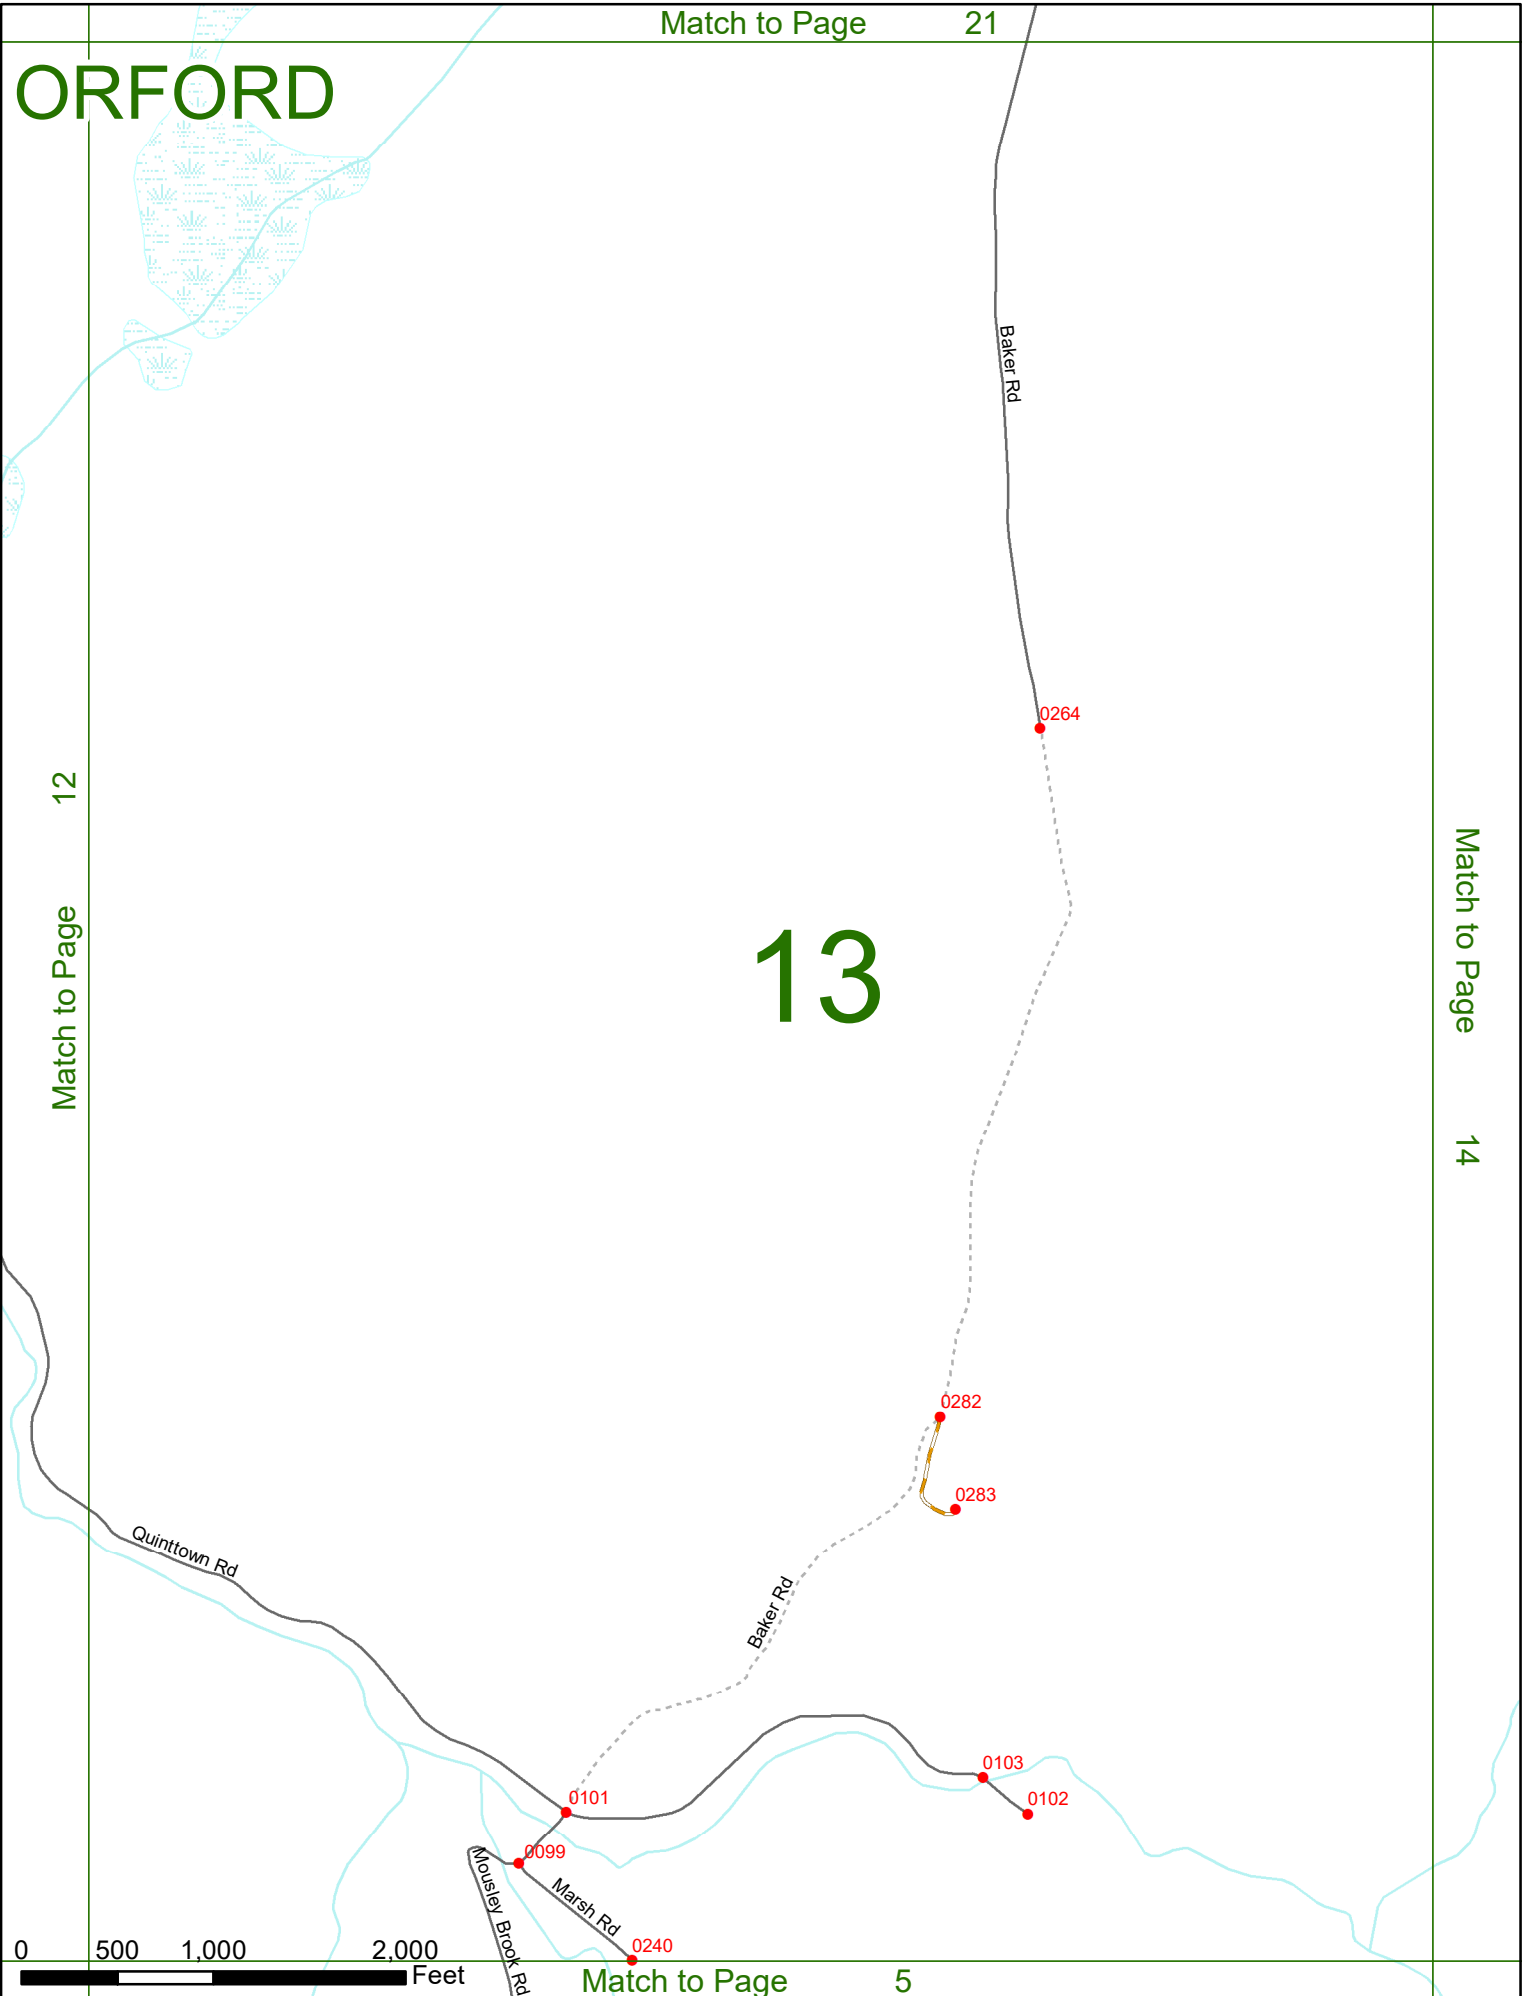 Match to Page 21
ORFORD
Baker Rd
0264
Match to Page 12
Match to Page 14
13
0282
0283
Quinttown Rd
Baker Rd
0103
0101
0102
0099
Mousley Brook Rd
Marsh Rd
0240
0 500 1,000 2,000
Feet
Match to Page 5